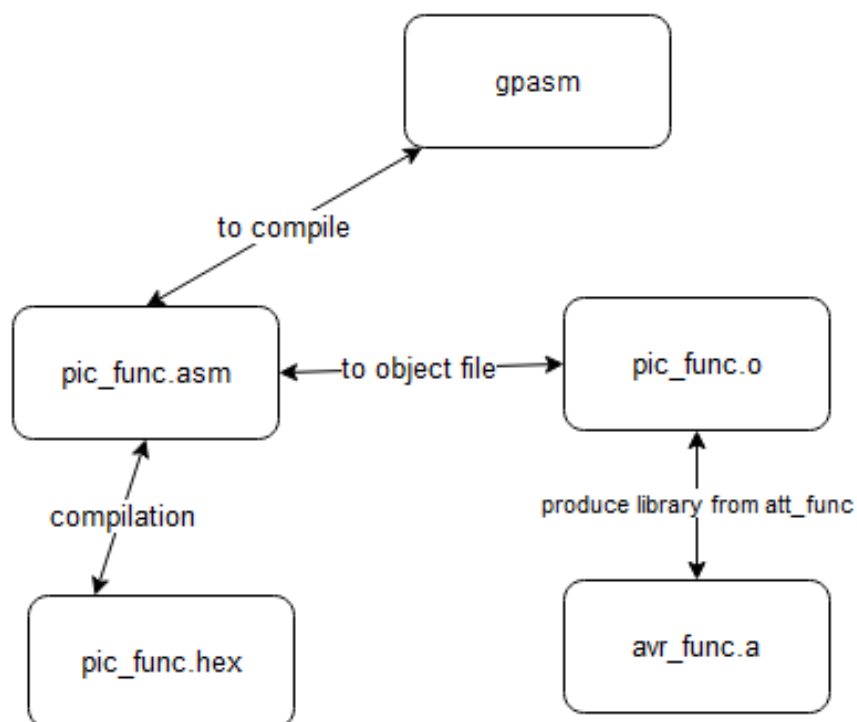 gpasm
to compile
pic_func.asm
to object file
pic_func.o
compilation
produce library from att_func
pic_func.hex
avr_func.a